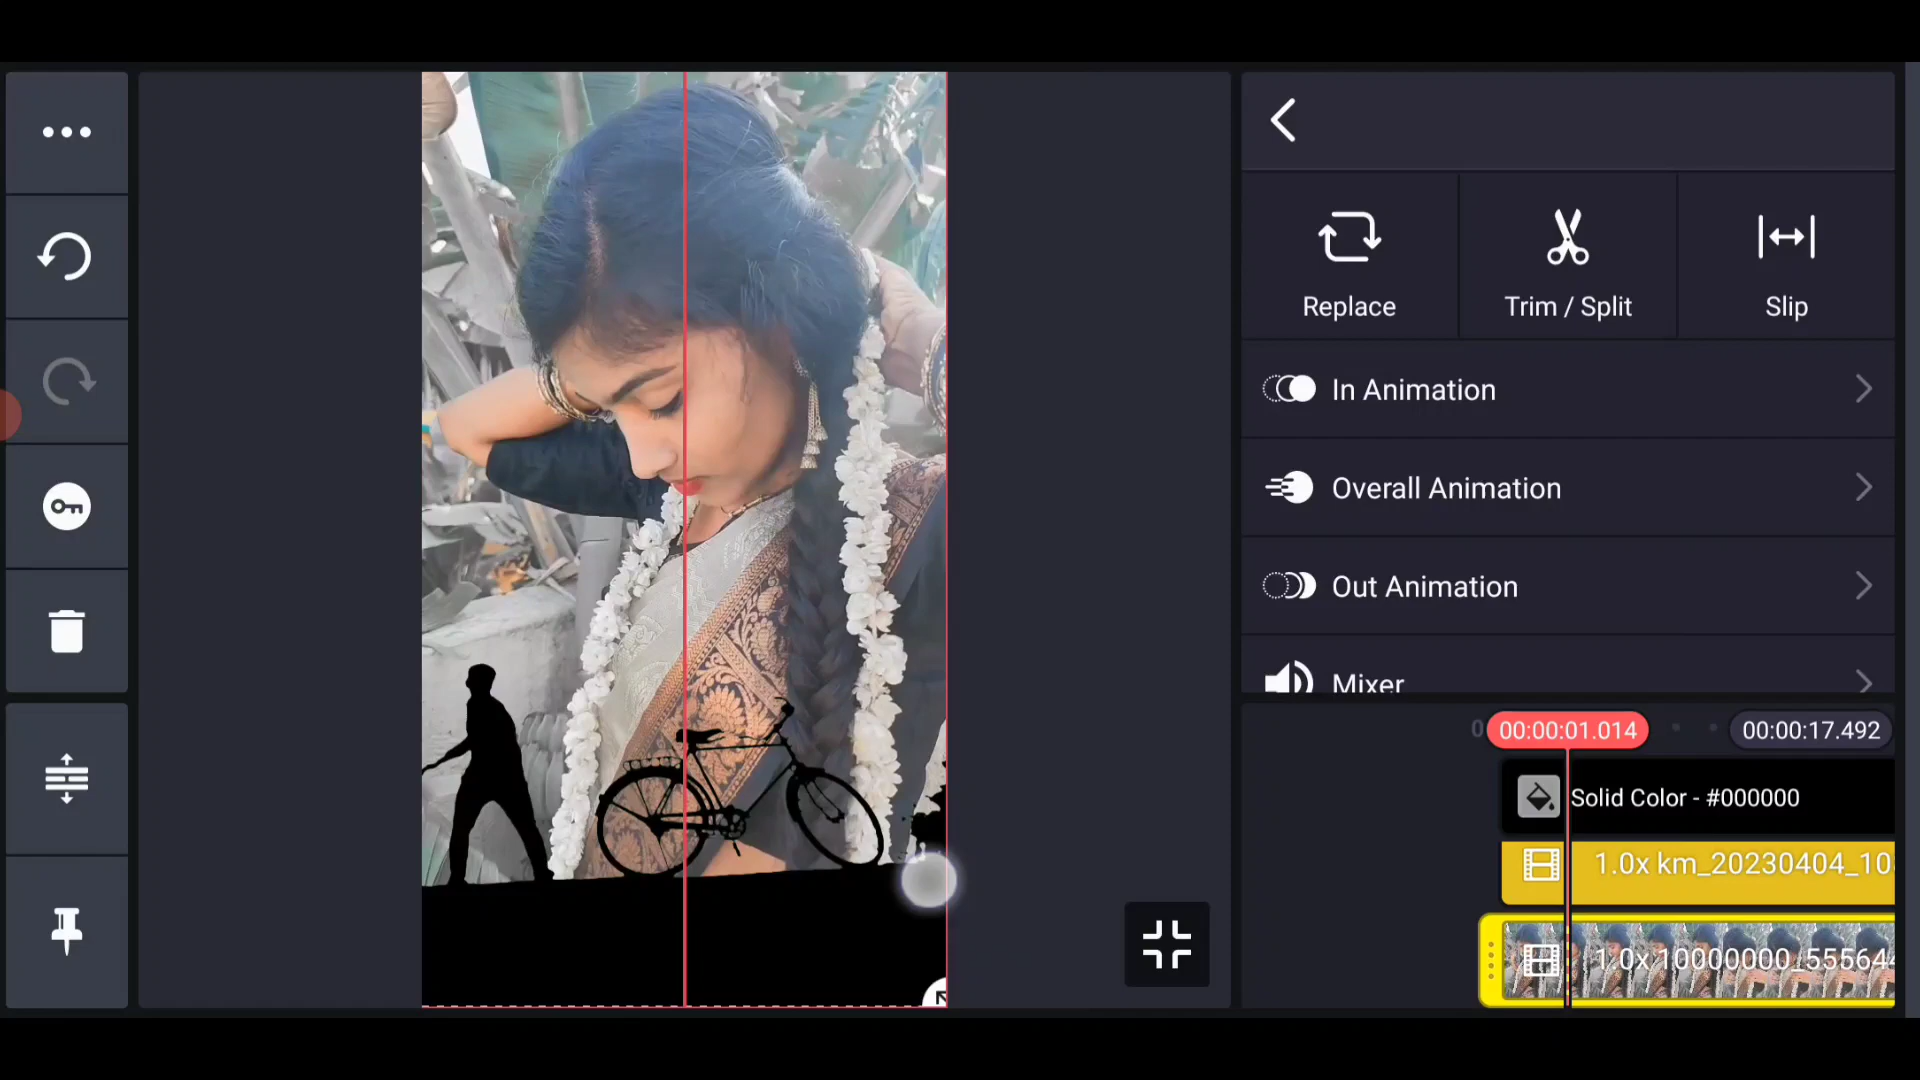 Replace
Trim / Split
Slip
In Animation
Overall Animation
Out Animation
Mixer
00:00:01.014
00:00:17.492
Solid Color - #000000
1.0x km_20230404_10
1.0x 10000000_55564